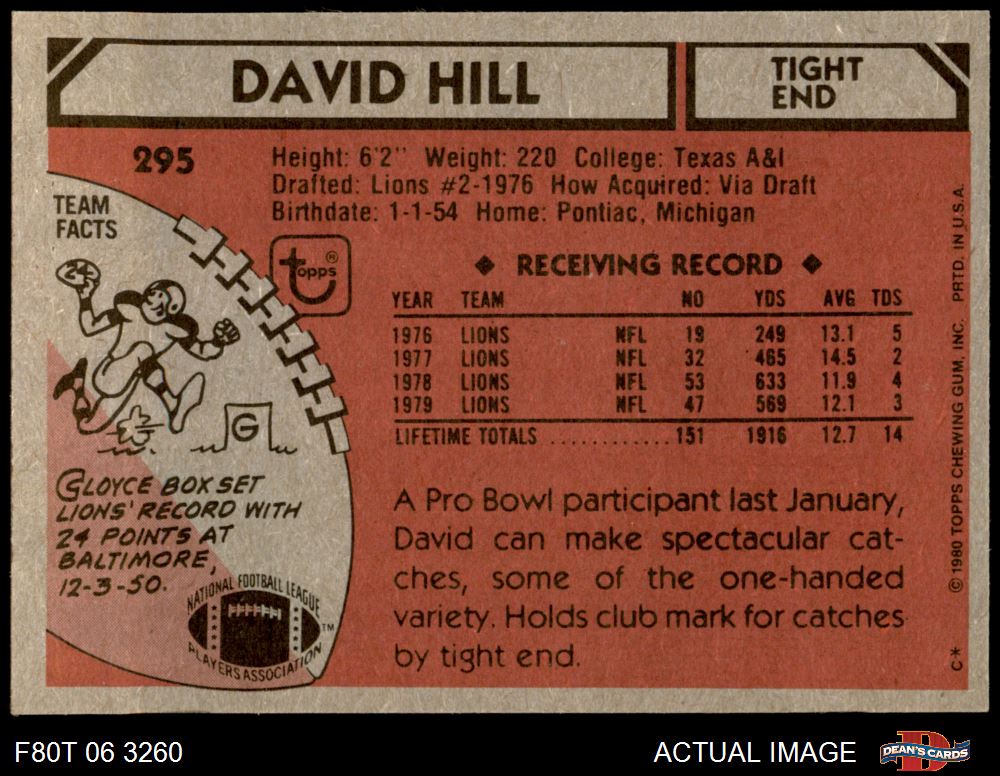 DAVID HILL
TIGHT
END
295
Height: 6'2" Weight: 220 College: Texas A&I
Drafted: Lions #2-1976 How Acquired: Via Draft
Birthdate: 1-1-54 Home: Pontiac, Michigan
TEAM
FACTS
24
topps®
G
GLOYCE BOX SET
LIONS' RECORD WITH
24 POINTS AT
BALTIMORE,
12-3-50.
NATIONAL FOOTBALL LEAGUE
PLAYERS ASSOCIATION
TM
◆ RECEIVING RECORD ◆
YEAR TEAM NO YDS AVG TDS
1976 LIONS NFL 19 249 13.1 5
1977 LIONS NFL 32 465 14.5 2
1978 LIONS NFL 53 633 11.9 4
1979 LIONS NFL 47 569 12.1 3
LIFETIME TOTALS ............151 1916 12.7 14
A Pro Bowl participant last January,
David can make spectacular cat-
ches, some of the one-handed
variety. Holds club mark for catches
by tight end.
C* © 1980 TOPPS CHEWING GUM, INC. PRTD. IN U.S.A.
F80T 06 3260
ACTUAL IMAGE
D
DEAN'S CARDS